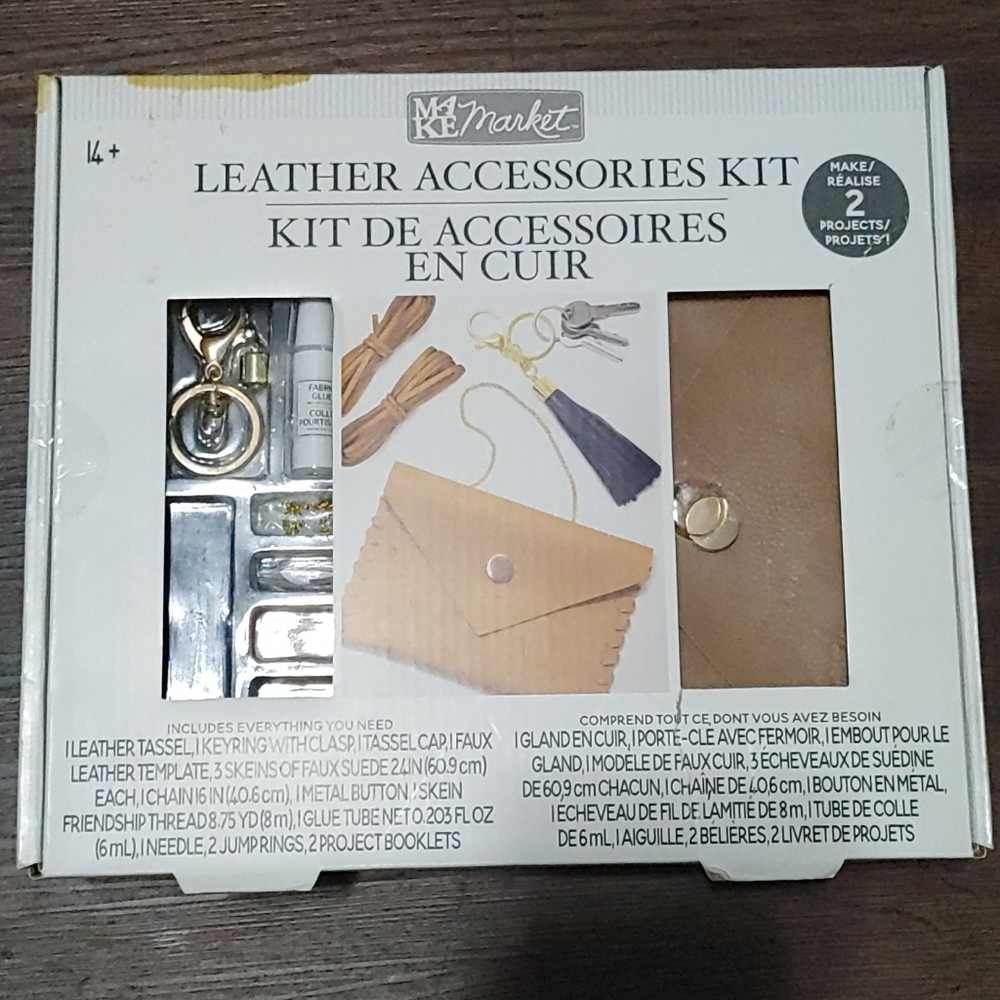 MAKE Market™
14+
LEATHER ACCESSORIES KIT
KIT DE ACCESSOIRES
EN CUIR
MAKE/
RÉALISE
2
PROJECTS/
PROJETS !
FABRIC
GLUE
INCLUDES EVERYTHING YOU NEED
1 LEATHER TASSEL, 1 KEYRING WITH CLASP, 1 TASSEL CAP, 1 FAUX
LEATHER TEMPLATE, 3 SKEINS OF FAUX SUEDE 24IN (60.9 cm)
EACH, 1 CHAIN 16 IN (40.6 cm), 1 METAL BUTTON 1 SKEIN
FRIENDSHIP THREAD 8.75 YD (8 m), 1 GLUE TUBE NET 0.203 FL OZ
(6 mL), 1 NEEDLE, 2 JUMP RINGS, 2 PROJECT BOOKLETS
COMPREND TOUT CE DONT VOUS AVEZ BESOIN
1 GLAND EN CUIR, 1 PORTE-CLE AVEC FERMOIR, 1 EMBOUT POUR LE
GLAND, 1 MODELE DE FAUX CUIR, 3 ÉCHEVEAUX DE SUÉDINE
DE 60,9 cm CHACUN, 1 CHAÎNE DE 40,6 cm, 1 BOUTON EN MÉTAL,
1 ÉCHEVEAU DE FIL DE L'AMITIÉ DE 8 m, 1 TUBE DE COLLE
DE 6 mL, 1 AIGUILLE, 2 BÉLIÈRES, 2 LIVRET DE PROJETS